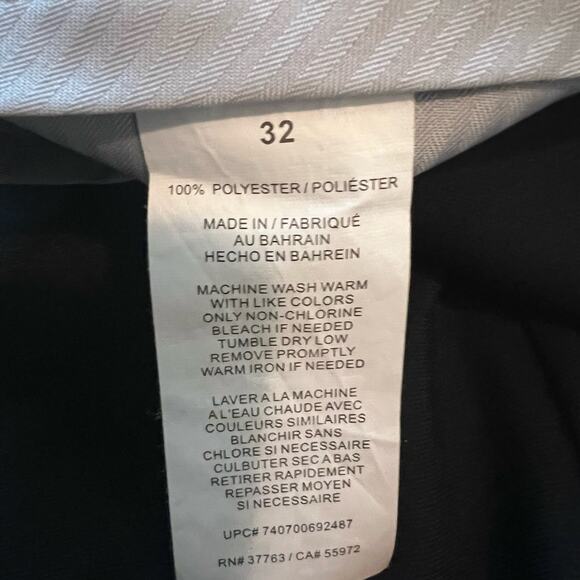 32
100% POLYESTER / POLIÉSTER
MADE IN / FABRIQUÉ
AU BAHRAIN
HECHO EN BAHREIN
MACHINE WASH WARM
WITH LIKE COLORS
ONLY NON-CHLORINE
BLEACH IF NEEDED
TUMBLE DRY LOW
REMOVE PROMPTLY
WARM IRON IF NEEDED
LAVER A LA MACHINE
A L'EAU CHAUDE AVEC
COULEURS SIMILAIRES
BLANCHIR SANS
CHLORE SI NECESSAIRE
CULBUTER SEC A BAS
RETIRER RAPIDEMENT
REPASSER MOYEN
SI NECESSAIRE
UPC# 740700692487
RN# 37763 / CA# 55972